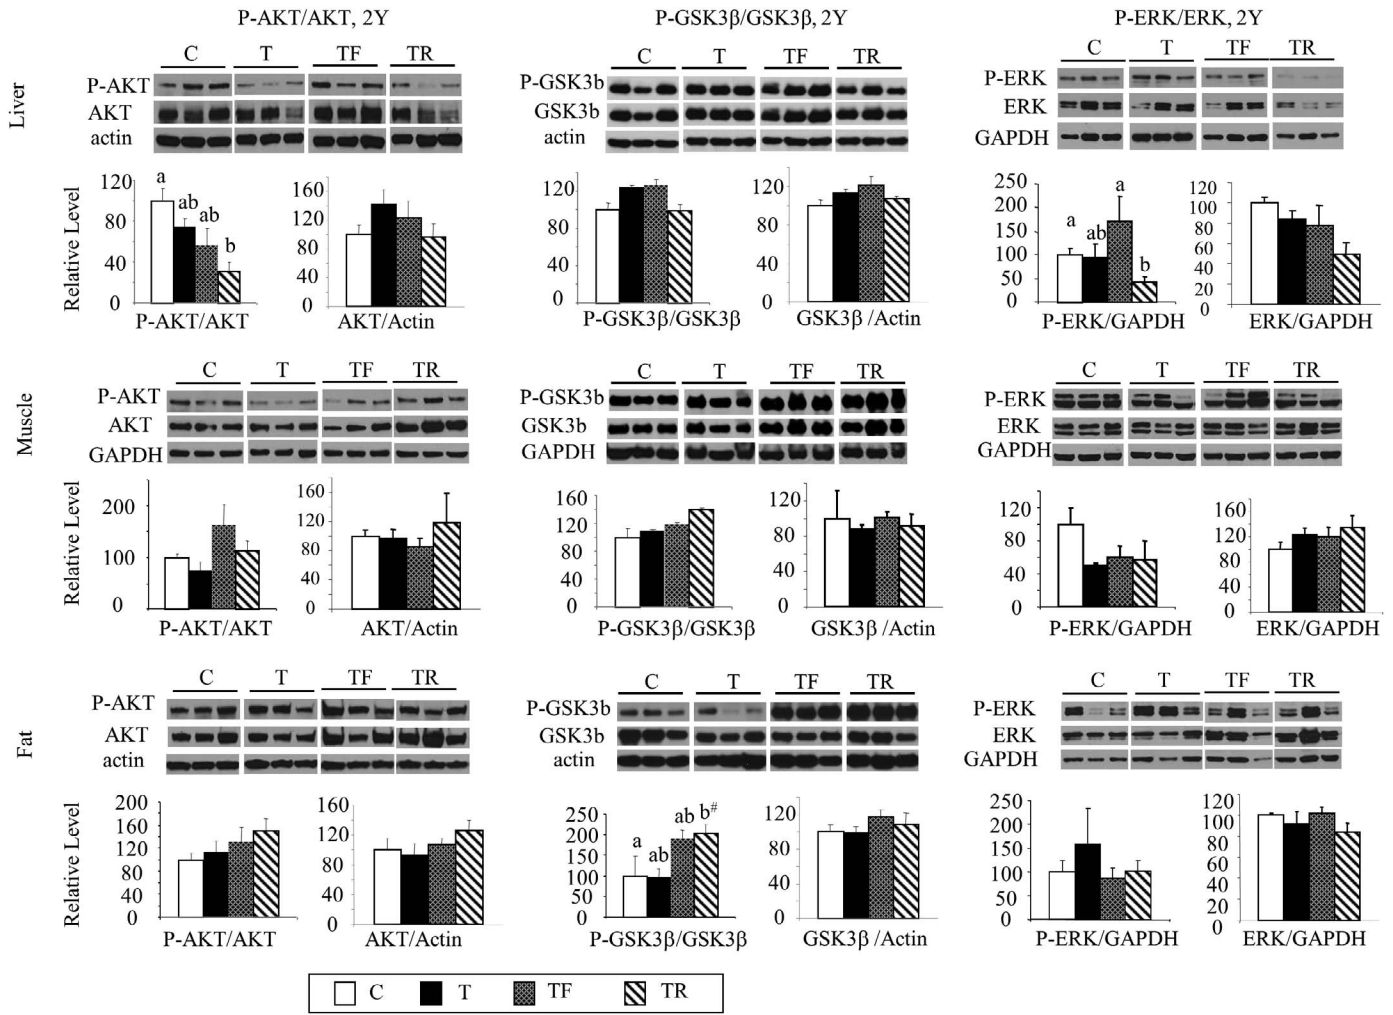 P-AKT/AKT, 2Y
P-GSK3β/GSK3β, 2Y
P-ERK/ERK, 2Y
Liver
C T TF TR
P-AKT
AKT
actin
C T TF TR
P-GSK3b
GSK3b
actin
C T TF TR
P-ERK
ERK
GAPDH
Relative Level
120
80
40
0
a ab ab b
P-AKT/AKT
160
120
80
40
0
AKT/Actin
160
120
80
40
0
P-GSK3β/GSK3β
120
80
40
0
GSK3β /Actin
250
200
150
100
50
0
a ab a b
P-ERK/GAPDH
120
100
80
60
40
20
0
ERK/GAPDH
Muscle
C T TF TR
P-AKT
AKT
GAPDH
C T TF TR
P-GSK3b
GSK3b
GAPDH
C T TF TR
P-ERK
ERK
GAPDH
Relative Level
200
100
0
P-AKT/AKT
160
120
80
40
0
AKT/Actin
160
120
80
40
0
P-GSK3β/GSK3β
120
80
40
0
GSK3β /Actin
120
80
40
0
P-ERK/GAPDH
160
120
80
40
0
ERK/GAPDH
Fat
C T TF TR
P-AKT
AKT
actin
C T TF TR
P-GSK3b
GSK3b
actin
C T TF TR
P-ERK
ERK
GAPDH
Relative Level
200
160
120
80
40
0
P-AKT/AKT
160
120
80
40
0
AKT/Actin
250
200
150
100
50
0
a ab ab b#
P-GSK3β/GSK3β
120
80
40
0
GSK3β /Actin
250
200
150
100
50
0
P-ERK/GAPDH
120
100
80
60
40
20
0
ERK/GAPDH
C T TF TR